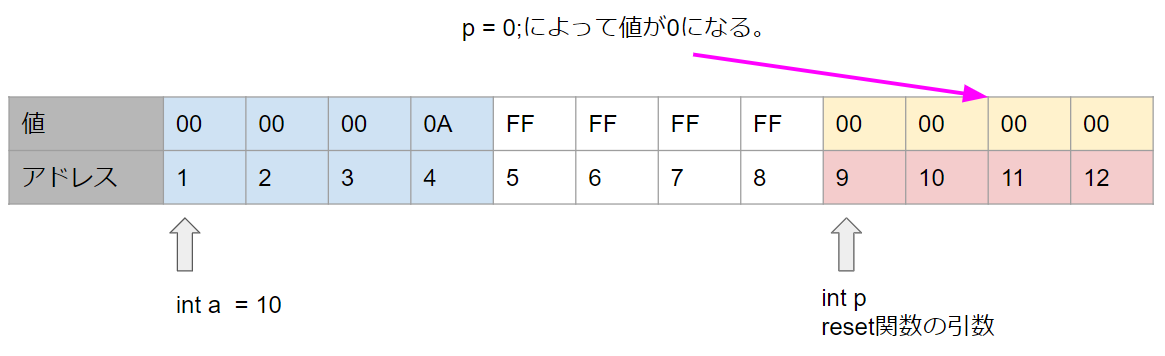 p = 0;によって値が0になる。
値 00 00 00 0A FF FF FF FF 00 00 00 00
アドレス 1 2 3 4 5 6 7 8 9 10 11 12
int a = 10
int p
reset関数の引数